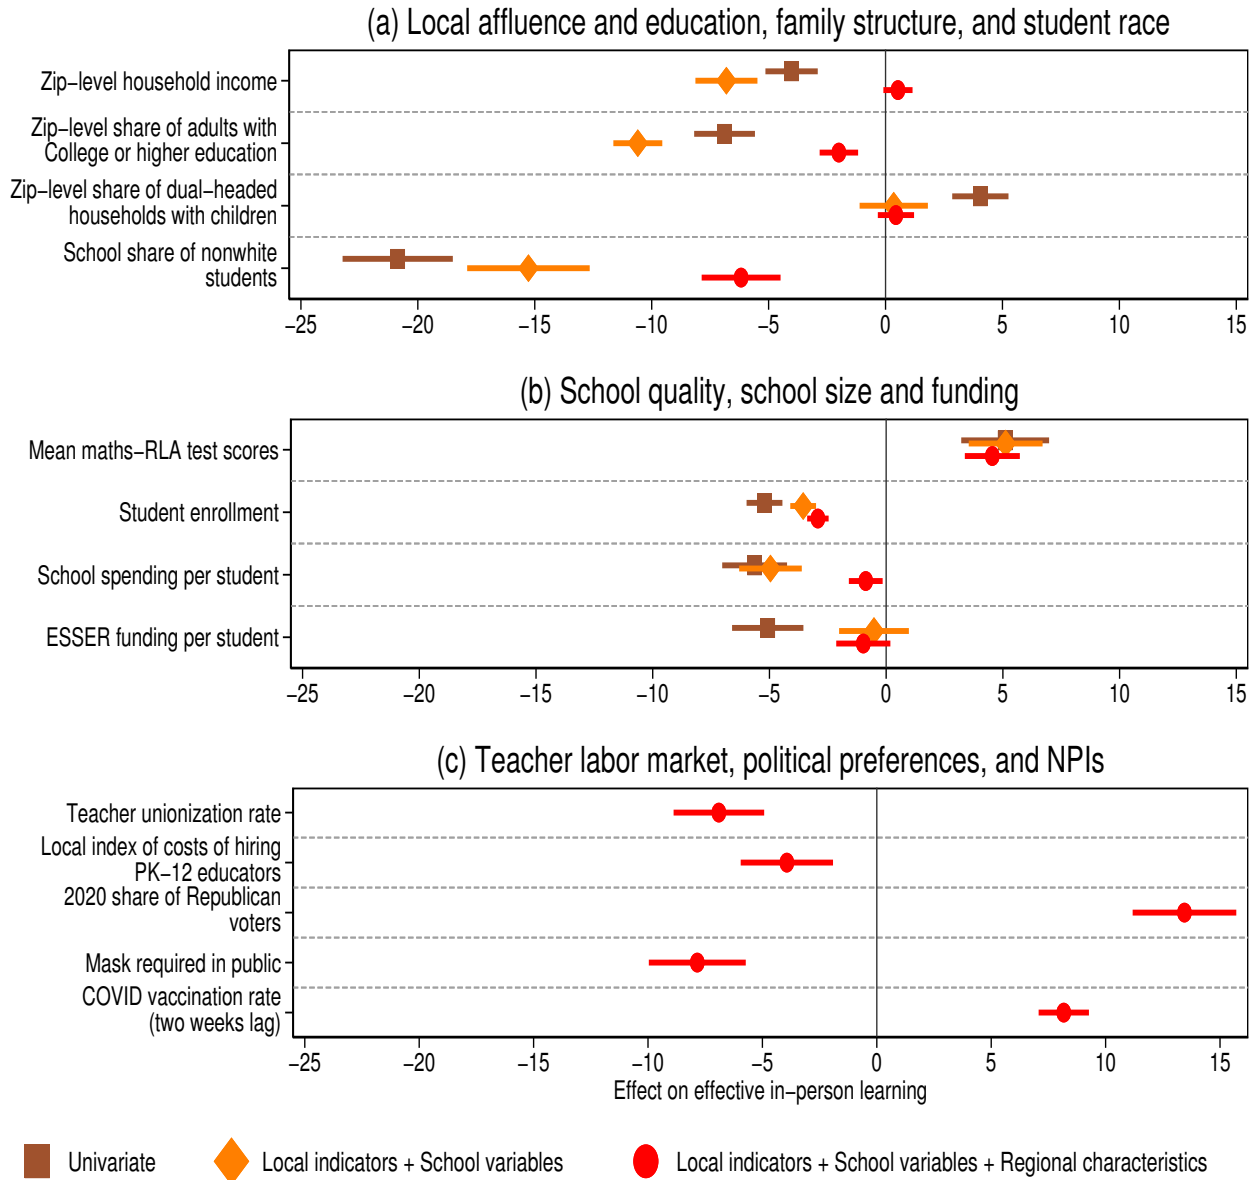 (a) Local affluence and education, family structure, and student race
Zip−level household income
Zip−level share of adults with
College or higher education
Zip−level share of dual−headed
households with children
School share of nonwhite
students
−25 −20 −15 −10 −5 0 5 10 15
(b) School quality, school size and funding
Mean maths−RLA test scores
Student enrollment
School spending per student
ESSER funding per student
−25 −20 −15 −10 −5 0 5 10 15
(c) Teacher labor market, political preferences, and NPIs
Teacher unionization rate
Local index of costs of hiring
PK−12 educators
2020 share of Republican
voters
Mask required in public
COVID vaccination rate
(two weeks lag)
−25 −20 −15 −10 −5 0 5 10 15
Effect on effective in−person learning
Univariate Local indicators + School variables Local indicators + School variables + Regional characteristics